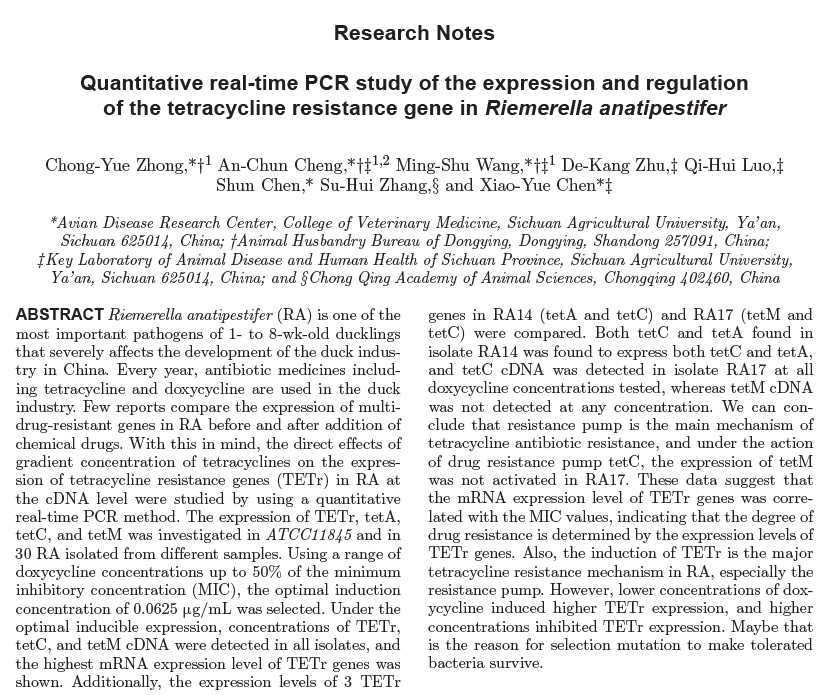 Research Notes
Quantitative real-time PCR study of the expression and regulation
of the tetracycline resistance gene in Riemerella anatipestifer
Chong-Yue Zhong,*†1 An-Chun Cheng,*†‡1,2 Ming-Shu Wang,*†‡1 De-Kang Zhu,‡ Qi-Hui Luo,‡
Shun Chen,* Su-Hui Zhang,§ and Xiao-Yue Chen*‡
*Avian Disease Research Center, College of Veterinary Medicine, Sichuan Agricultural University, Ya'an,
Sichuan 625014, China; †Animal Husbandry Bureau of Dongying, Dongying, Shandong 257091, China;
‡Key Laboratory of Animal Disease and Human Health of Sichuan Province, Sichuan Agricultural University,
Ya'an, Sichuan 625014, China; and §Chong Qing Academy of Animal Sciences, Chongqing 402460, China
ABSTRACT Riemerella anatipestifer (RA) is one of the
most important pathogens of 1- to 8-wk-old ducklings
that severely affects the development of the duck indus-
try in China. Every year, antibiotic medicines includ-
ing tetracycline and doxycycline are used in the duck
industry. Few reports compare the expression of multi-
drug-resistant genes in RA before and after addition of
chemical drugs. With this in mind, the direct effects of
gradient concentration of tetracyclines on the expres-
sion of tetracycline resistance genes (TETr) in RA at
the cDNA level were studied by using a quantitative
real-time PCR method. The expression of TETr, tetA,
tetC, and tetM was investigated in ATCC11845 and in
30 RA isolated from different samples. Using a range of
doxycycline concentrations up to 50% of the minimum
inhibitory concentration (MIC), the optimal induction
concentration of 0.0625 μg/mL was selected. Under the
optimal inducible expression, concentrations of TETr,
tetC, and tetM cDNA were detected in all isolates, and
the highest mRNA expression level of TETr genes was
shown. Additionally, the expression levels of 3 TETr
genes in RA14 (tetA and tetC) and RA17 (tetM and
tetC) were compared. Both tetC and tetA found in
isolate RA14 was found to express both tetC and tetA,
and tetC cDNA was detected in isolate RA17 at all
doxycycline concentrations tested, whereas tetM cDNA
was not detected at any concentration. We can con-
clude that resistance pump is the main mechanism of
tetracycline antibiotic resistance, and under the action
of drug resistance pump tetC, the expression of tetM
was not activated in RA17. These data suggest that
the mRNA expression level of TETr genes was corre-
lated with the MIC values, indicating that the degree of
drug resistance is determined by the expression levels of
TETr genes. Also, the induction of TETr is the major
tetracycline resistance mechanism in RA, especially the
resistance pump. However, lower concentrations of dox-
ycycline induced higher TETr expression, and higher
concentrations inhibited TETr expression. Maybe that
is the reason for selection mutation to make tolerated
bacteria survive.